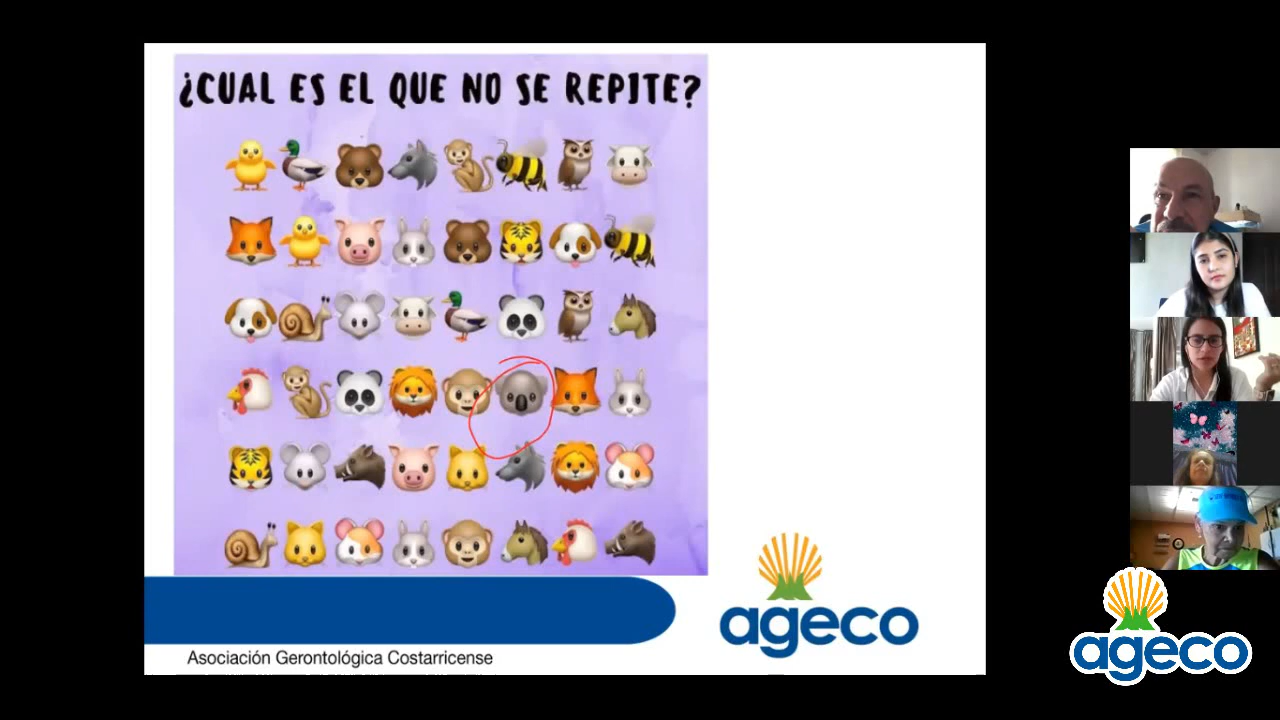 ¿CUAL ES EL QUE NO SE REPITE?
ageco
Asociación Gerontológica Costarricense
ageco